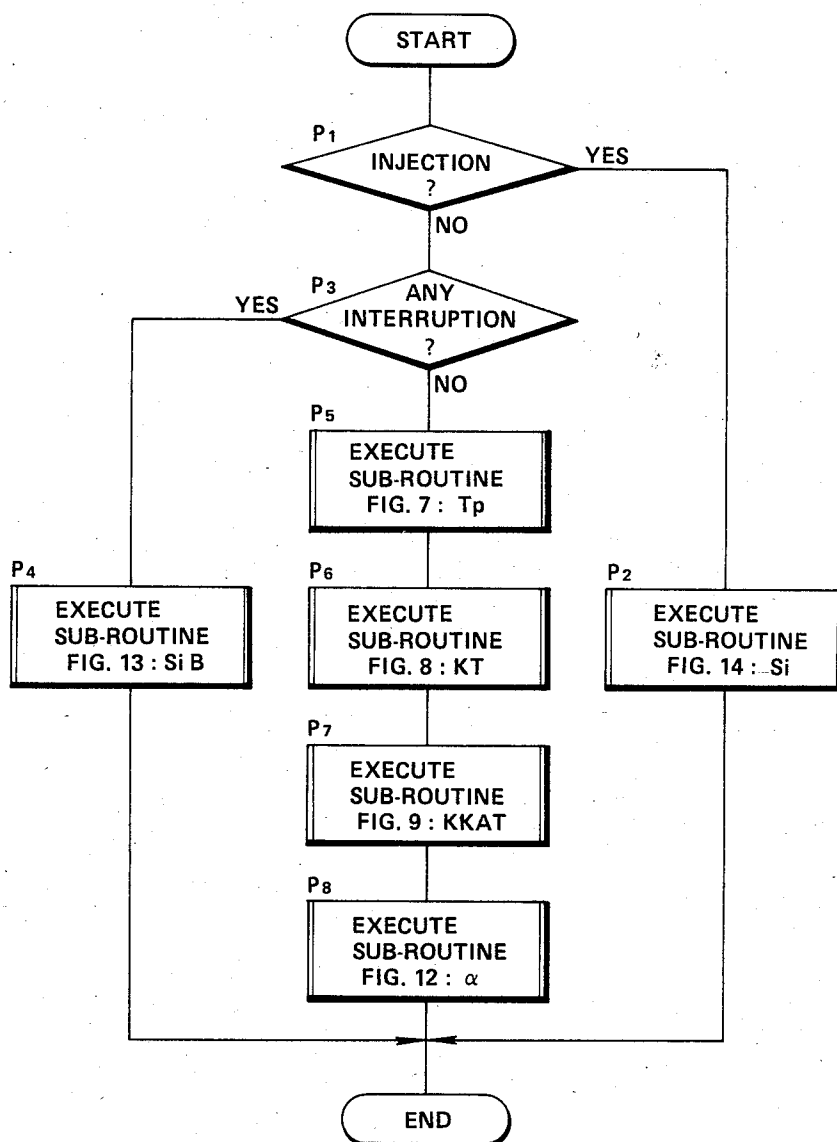 START
P1
INJECTION
?
YES
NO
P3
ANY
INTERRUPTION
?
YES
NO
P5
EXECUTE
SUB-ROUTINE
FIG. 7 : Tp
P4
EXECUTE
SUB-ROUTINE
FIG. 13 : Si B
P6
EXECUTE
SUB-ROUTINE
FIG. 8 : KT
P2
EXECUTE
SUB-ROUTINE
FIG. 14 : Si
P7
EXECUTE
SUB-ROUTINE
FIG. 9 : KKAT
P8
EXECUTE
SUB-ROUTINE
FIG. 12 : α
END